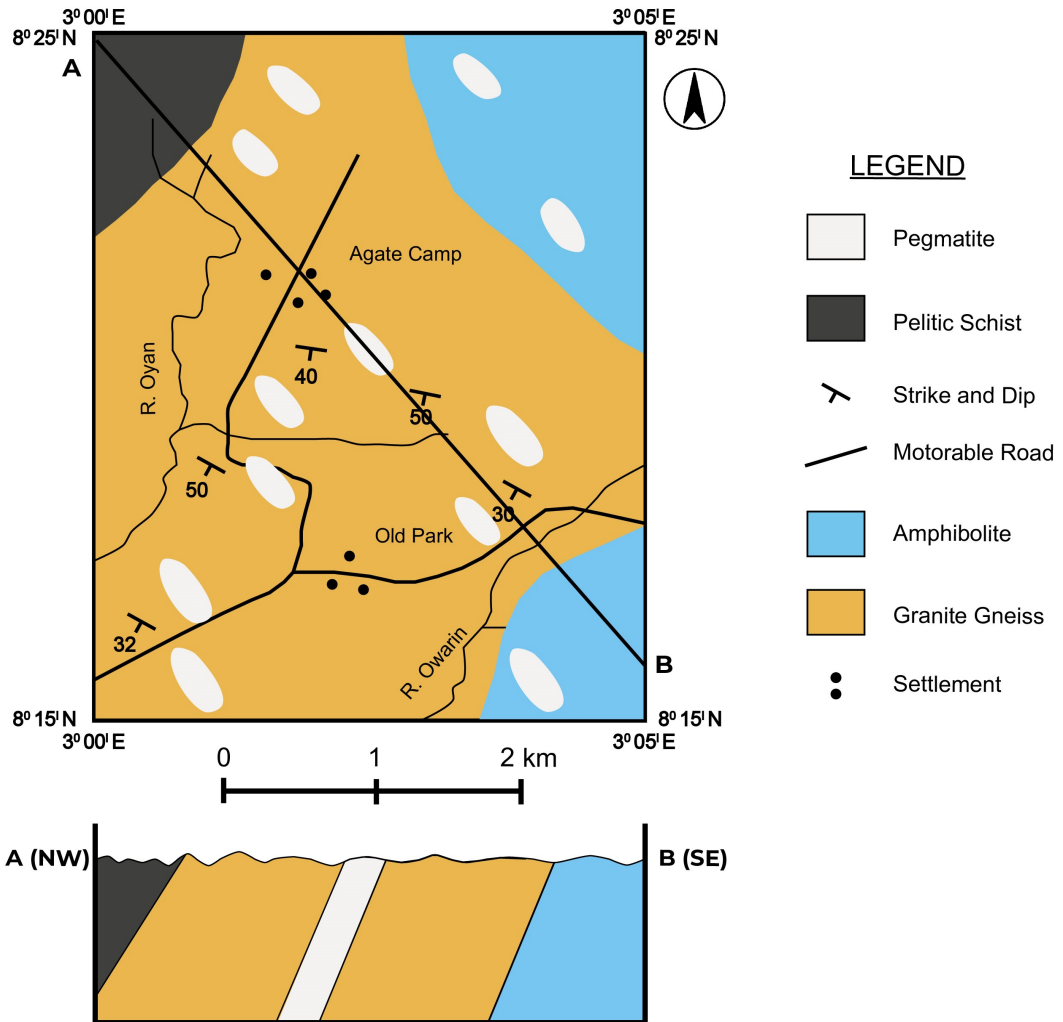 3⁰ 00ᴵ E
3⁰ 05ᴵ E
8⁰ 25ᴵ N
8⁰ 25ᴵ N
A
LEGEND
Pegmatite
Pelitic Schist
Strike and Dip
Motorable Road
Amphibolite
Granite Gneiss
Settlement
Agate Camp
R. Oyan
40
50
50
30
Old Park
32
R. Owarin
B
8⁰ 15ᴵ N
8⁰ 15ᴵ N
3⁰ 00ᴵ E
3⁰ 05ᴵ E
0 1 2 km
A (NW)
B (SE)